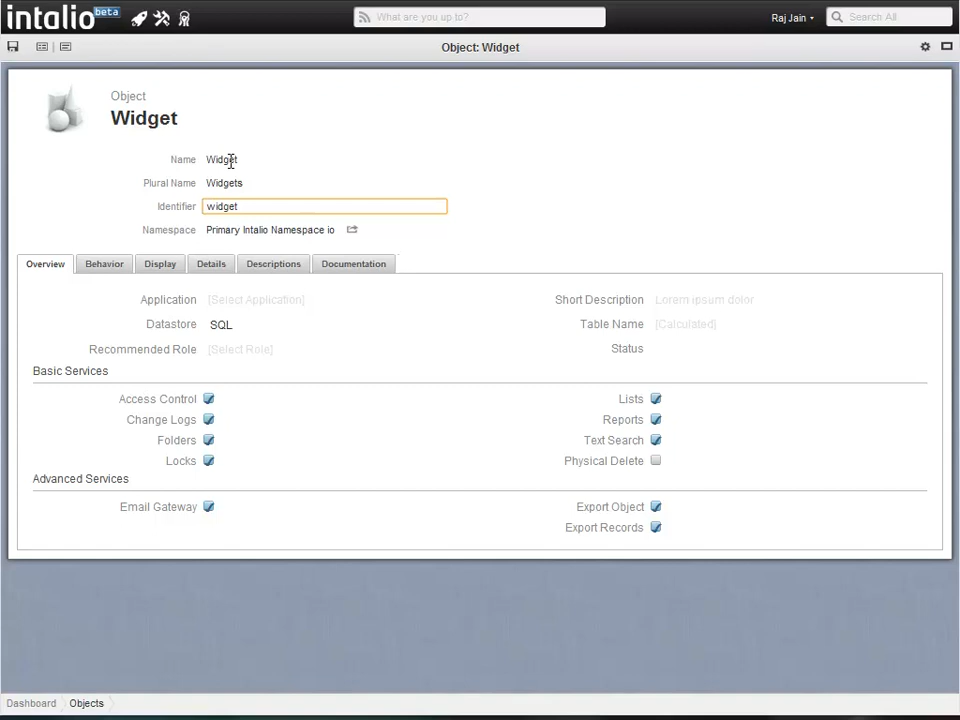 intalio beta What are you up to? Raj Jain Search All
Object: Widget
Object
Widget
Name Widget
Plural Name Widgets
Identifier widget
Namespace Primary Intalio Namespace io
Overview Behavior Display Details Descriptions Documentation
Application [Select Application] Short Description Lorem ipsum dolor
Datastore SQL Table Name [Calculated]
Recommended Role [Select Role] Status
Basic Services
Access Control Lists
Change Logs Reports
Folders Text Search
Locks Physical Delete
Advanced Services
Email Gateway Export Object
Export Records
Dashboard Objects